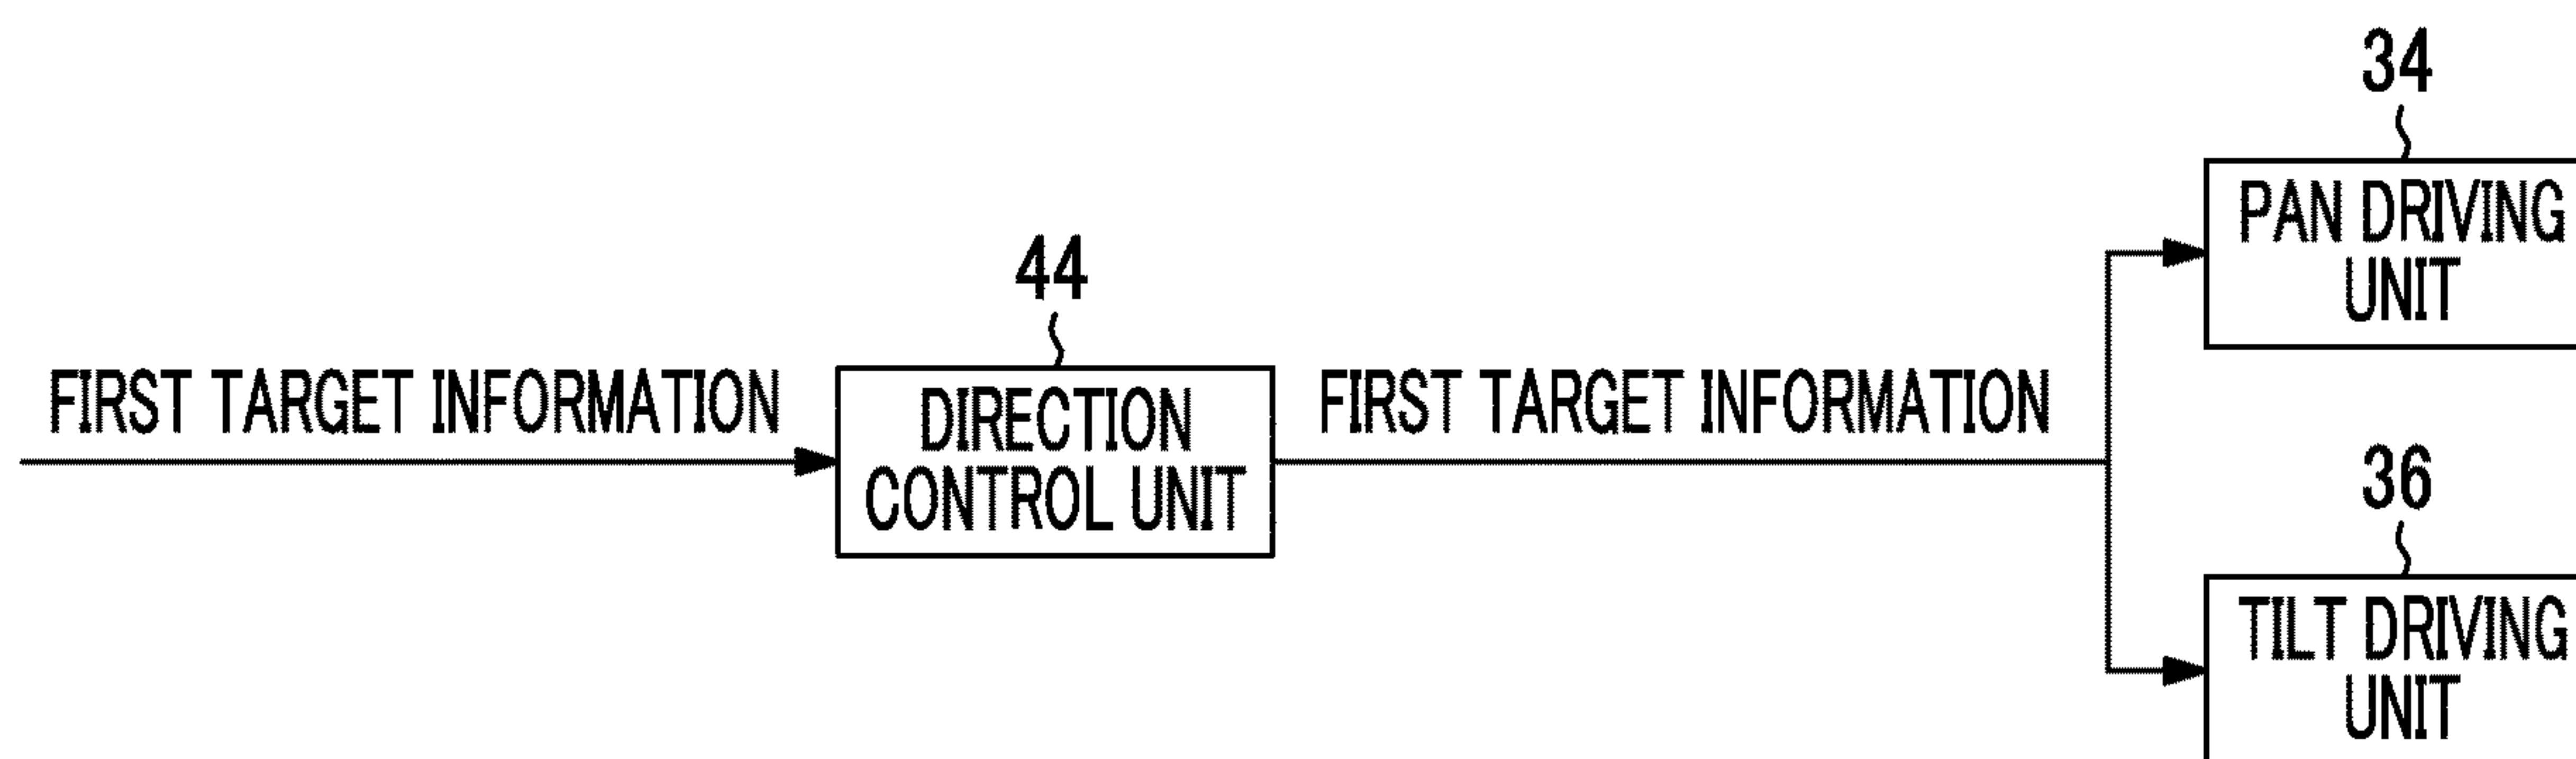 34
PAN DRIVING
UNIT
44
FIRST TARGET INFORMATION
DIRECTION
CONTROL UNIT
FIRST TARGET INFORMATION
36
TILT DRIVING
UNIT